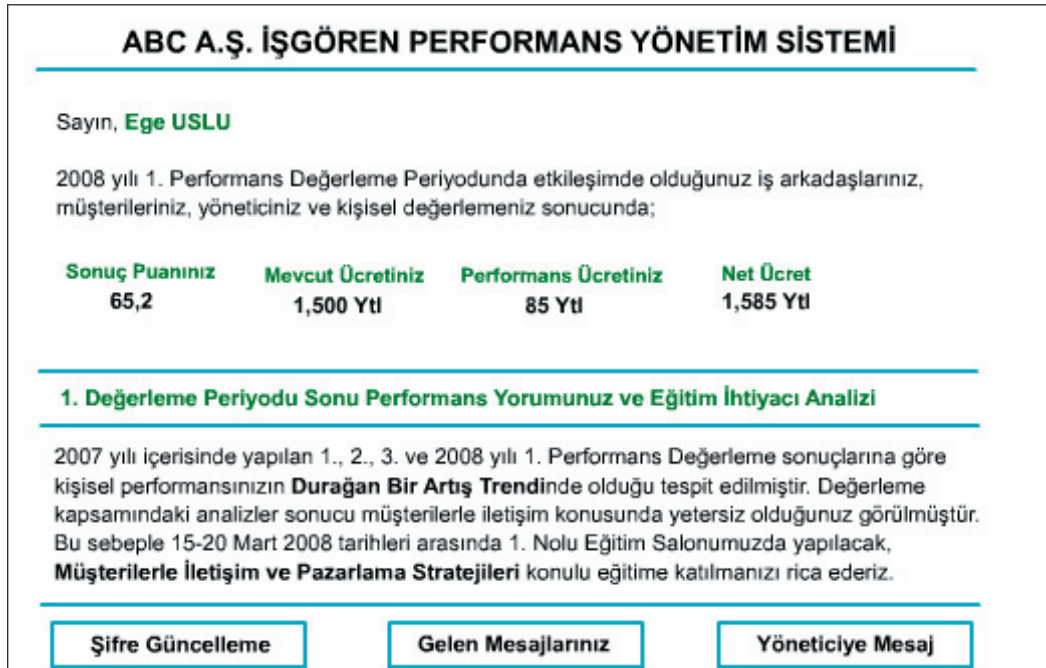 ABC A.Ş. İŞGÖREN PERFORMANS YÖNETİM SİSTEMİ
Sayın, Ege USLU
2008 yılı 1. Performans Değerleme Periyodunda etkileşimde olduğunuz iş arkadaşlarınız,
müşterileriniz, yöneticiniz ve kişisel değerlemeniz sonucunda;
Sonuç Puanınız Mevcut Ücretiniz Performans Ücretiniz Net Ücret
65,2 1,500 Ytl 85 Ytl 1,585 Ytl
1. Değerleme Periyodu Sonu Performans Yorumunuz ve Eğitim İhtiyacı Analizi
2007 yılı içerisinde yapılan 1., 2., 3. ve 2008 yılı 1. Performans Değerleme sonuçlarına göre
kişisel performansınızın Durağan Bir Artış Trendinde olduğu tespit edilmiştir. Değerleme
kapsamındaki analizler sonucu müşterilerle iletişim konusunda yetersiz olduğunuz görülmüştür.
Bu sebeple 15-20 Mart 2008 tarihleri arasında 1. Nolu Eğitim Salonumuzda yapılacak,
Müşterilerle İletişim ve Pazarlama Stratejileri konulu eğitime katılmanızı rica ederiz.
Şifre Güncelleme Gelen Mesajlarınız Yöneticiye Mesaj